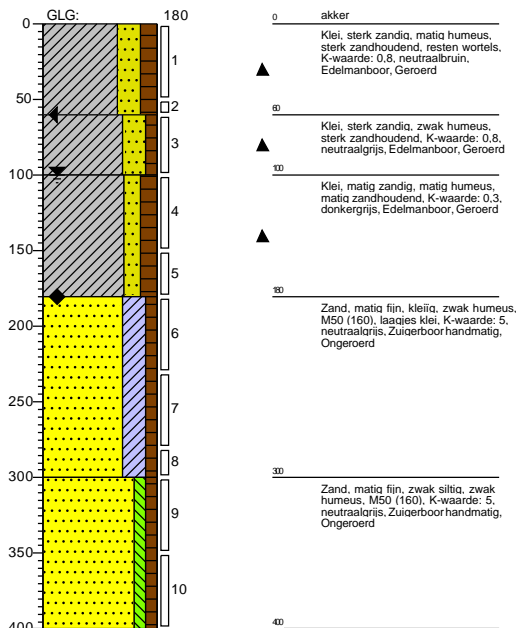 GLG: 180
0
50
100
150
200
250
300
350
400
1
2
3
4
5
6
7
8
9
10
0 akker
Klei, sterk zandig, matig humeus,
sterk zandhoudend, resten wortels,
K-waarde: 0,8, neutraalbruin,
Edelmanboor, Geroerd
60
Klei, sterk zandig, zwak humeus,
sterk zandhoudend, K-waarde: 0,8,
neutraalgrijs, Edelmanboor, Geroerd
100
Klei, matig zandig, matig humeus,
matig zandhoudend, K-waarde: 0,3,
donkergrijs, Edelmanboor, Geroerd
180
Zand, matig fijn, kleiïg, zwak humeus,
M50 (160), laagjes klei, K-waarde: 5,
neutraalgrijs, Zuigerboor handmatig,
Ongeroerd
300
Zand, matig fijn, zwak siltig, zwak
humeus, M50 (160), K-waarde: 5,
neutraalgrijs, Zuigerboor handmatig,
Ongeroerd
400